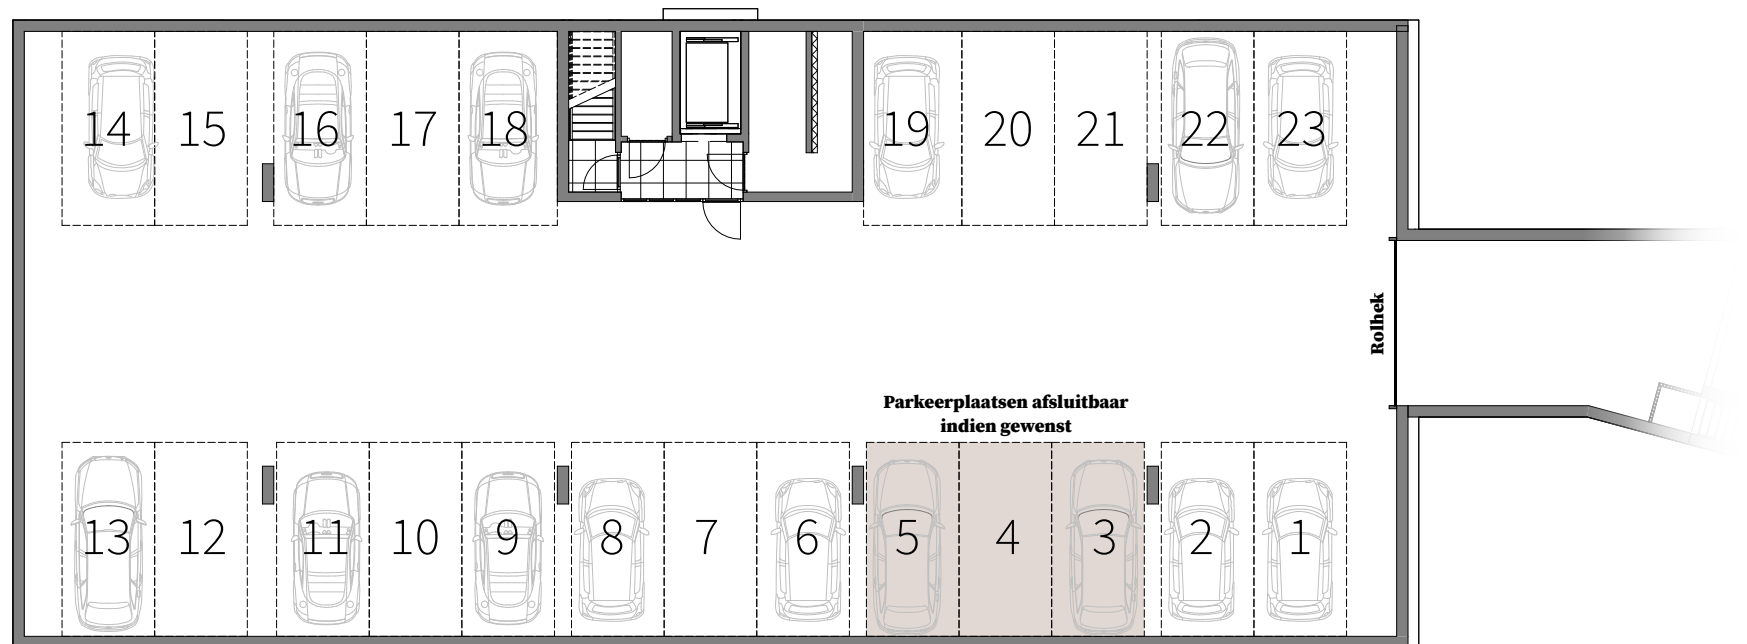 14 15 16 17 18 19 20 21 22 23
Rolhek
Parkeerplaatsen afsluitbaar
indien gewenst
13 12 11 10 9 8 7 6 5 4 3 2 1